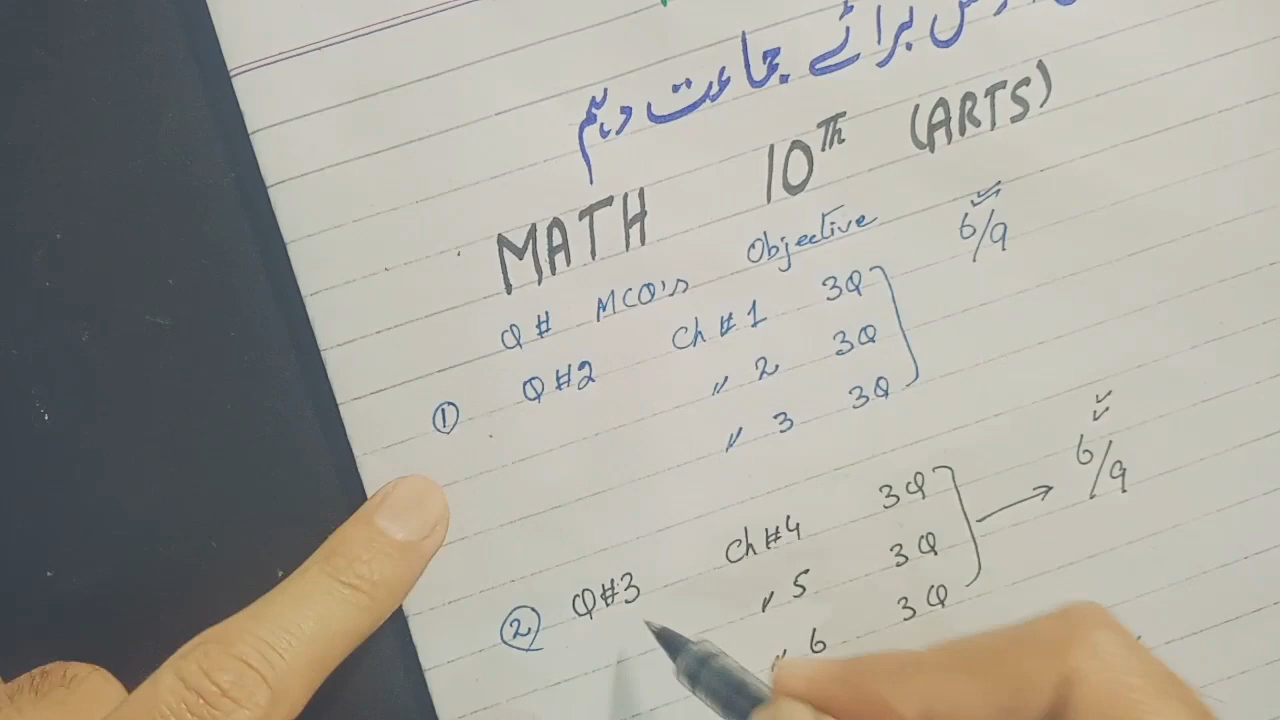 برائے جماعت دہم
MATH 10Th (ARTS)
Q # MCQ's Objective 6/9
① Q#2 Ch#1 3Q
〃 2 3Q
〃 3 3Q
② Q#3 Ch#4 3Q 6/9
〃 5 3Q
〃 6 3Q